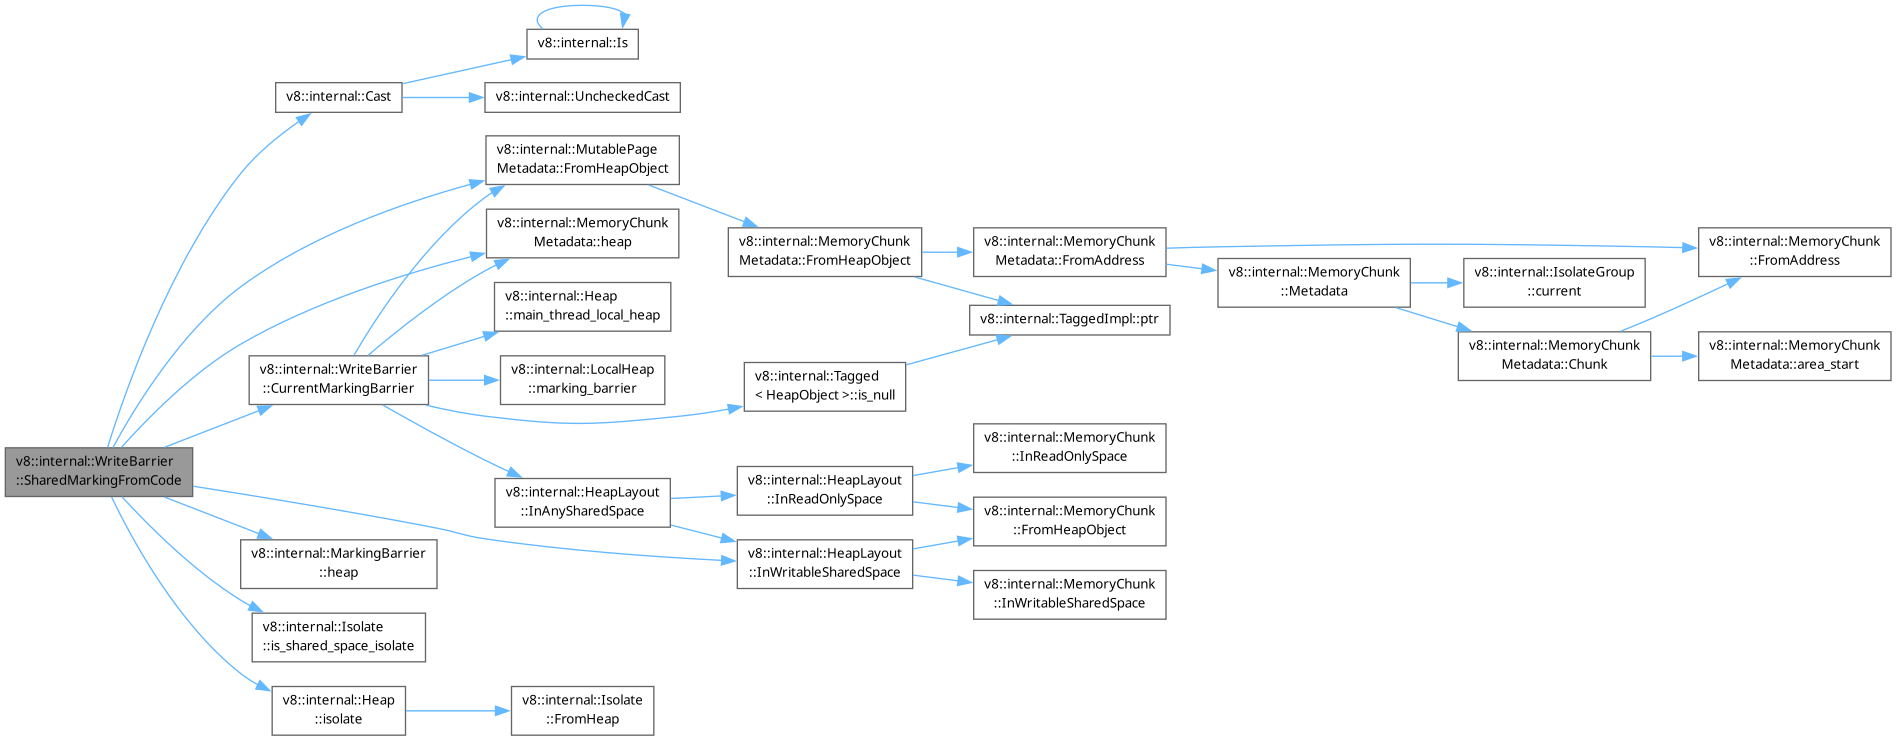 v8::internal::Is
v8::internal::Cast
v8::internal::UncheckedCast
v8::internal::MutablePage
Metadata::FromHeapObject
v8::internal::MemoryChunk
Metadata::heap
v8::internal::MemoryChunk
Metadata::FromHeapObject
v8::internal::MemoryChunk
Metadata::FromAddress
v8::internal::MemoryChunk
::FromAddress
v8::internal::MemoryChunk
::Metadata
v8::internal::IsolateGroup
::current
v8::internal::Heap
::main_thread_local_heap
v8::internal::TaggedImpl::ptr
v8::internal::MemoryChunk
Metadata::Chunk
v8::internal::MemoryChunk
Metadata::area_start
v8::internal::WriteBarrier
::CurrentMarkingBarrier
v8::internal::LocalHeap
::marking_barrier
v8::internal::Tagged
< HeapObject >::is_null
v8::internal::MemoryChunk
::InReadOnlySpace
v8::internal::WriteBarrier
::SharedMarkingFromCode
v8::internal::HeapLayout
::InAnySharedSpace
v8::internal::HeapLayout
::InReadOnlySpace
v8::internal::MemoryChunk
::FromHeapObject
v8::internal::MarkingBarrier
::heap
v8::internal::HeapLayout
::InWritableSharedSpace
v8::internal::MemoryChunk
::InWritableSharedSpace
v8::internal::Isolate
::is_shared_space_isolate
v8::internal::Heap
::isolate
v8::internal::Isolate
::FromHeap